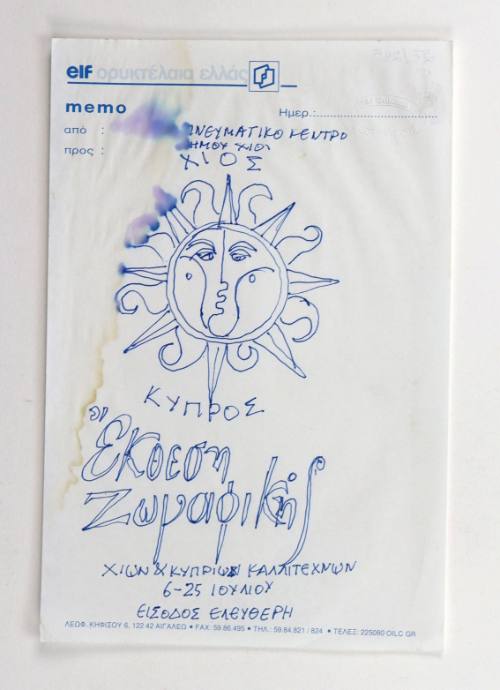 elf ορυκτέλαια ελλάς
memo
Ημερ.:
από :
ΠΝΕΥΜΑΤΙΚΟ ΚΕΝΤΡΟ
προς :
ΔΗΜΟΥ ΧΙΟΥ
ΧΙΟΣ
ΚΥΠΡΟΣ
Έκθεση
Ζωγραφικής
ΧΙΩΝ & ΚΥΠΡΙΩΝ ΚΑΛΛΙΤΕΧΝΩΝ
6-25 ΙΟΥΛΙΟΥ
ΕΙΣΟΔΟΣ ΕΛΕΥΘΕΡΗ
ΛΕΩΦ. ΚΗΦΙΣΟΥ 6, 122 42 ΑΙΓΑΛΕΩ • FAX: 59.86.495 • ΤΗΛ.: 59.84.821 / 824 • ΤΕΛΕΞ: 225080 OILC GR